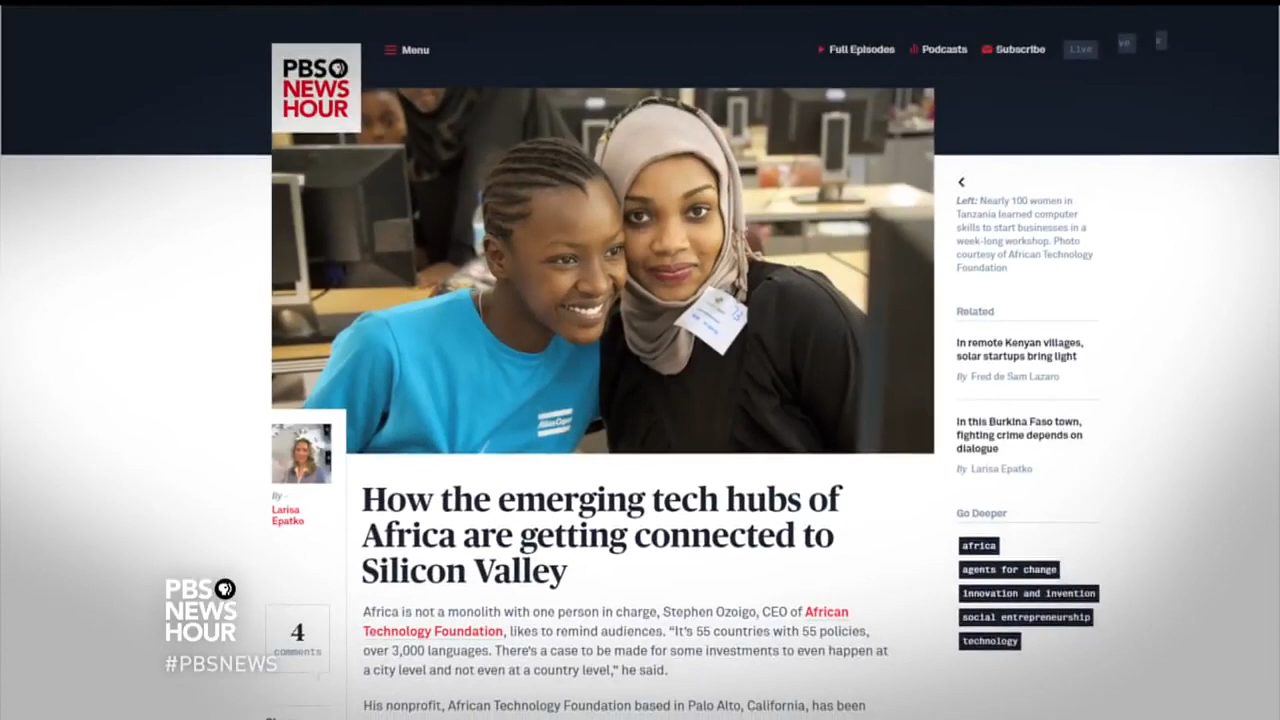 PBS
NEWS
HOUR
Menu
Full Episodes
Podcasts
Subscribe
Live
Left: Nearly 100 women in
Tanzania learned computer
skills to start businesses in a
week-long workshop. Photo
courtesy of African Technology
Foundation
Related
In remote Kenyan villages,
solar startups bring light
By Fred de Sam Lazaro
In this Burkina Faso town,
fighting crime depends on
dialogue
By Larisa Epatko
Go Deeper
africa
agents for change
innovation and invention
social entrepreneurship
technology
By -
Larisa
Epatko
How the emerging tech hubs of
Africa are getting connected to
Silicon Valley
Africa is not a monolith with one person in charge, Stephen Ozoigo, CEO of African
Technology Foundation, likes to remind audiences. “It’s 55 countries with 55 policies,
over 3,000 languages. There’s a case to be made for some investments to even happen at
a city level and not even at a country level,” he said.
His nonprofit, African Technology Foundation based in Palo Alto, California, has been
4
comments
PBS
NEWS
HOUR
#PBSNEWS